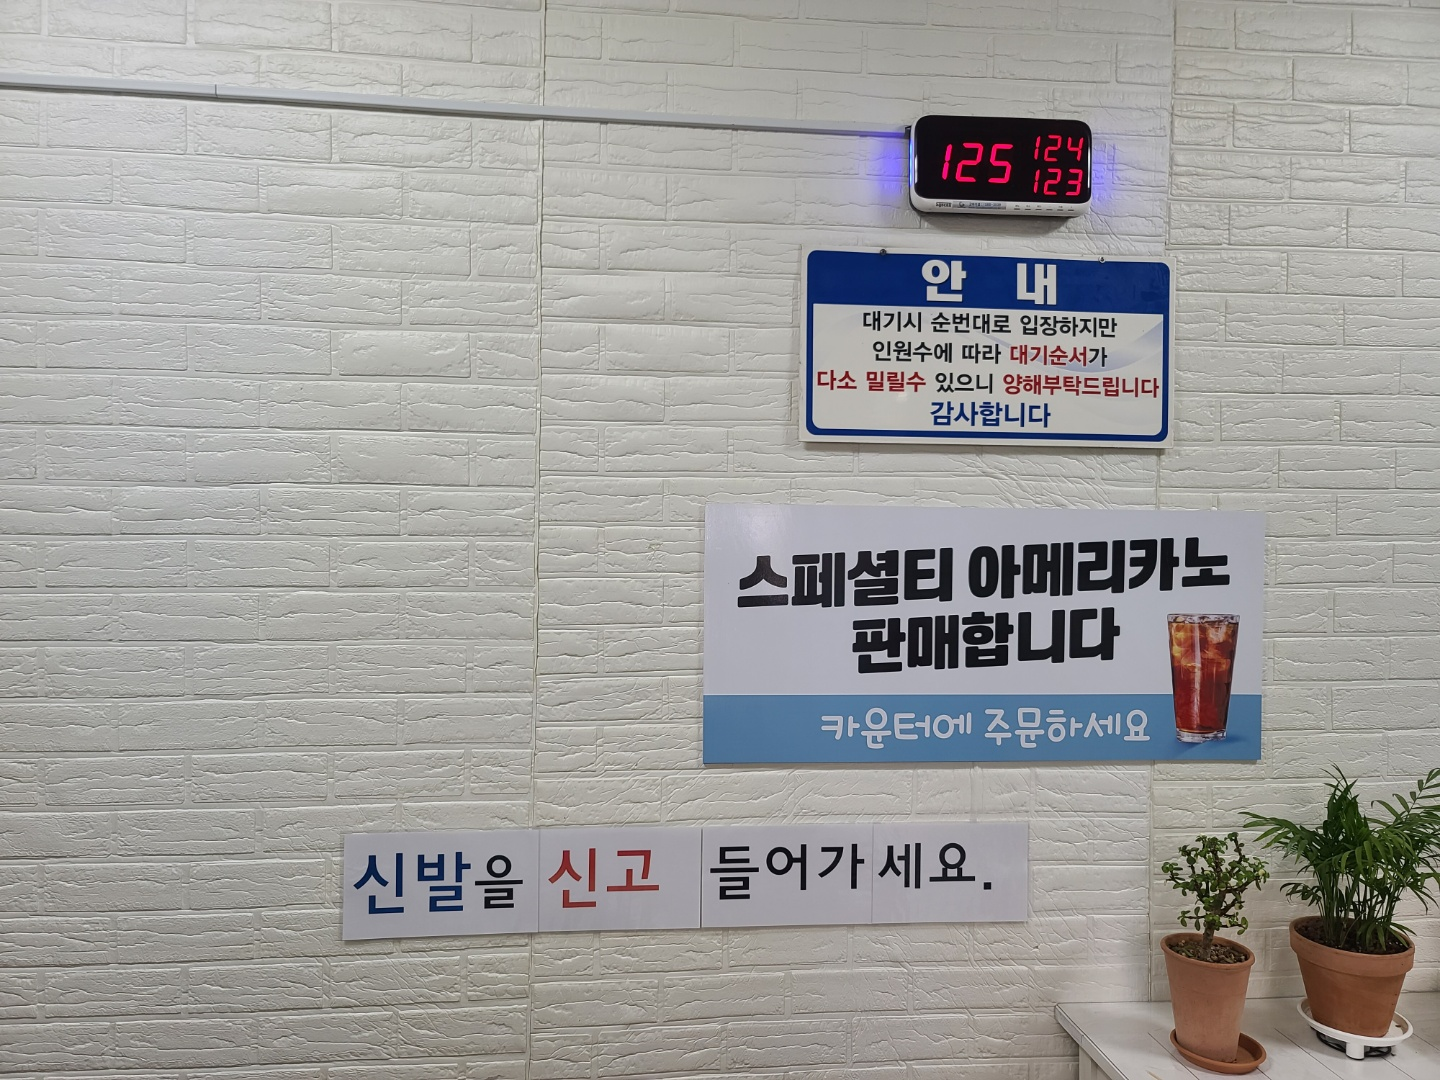 125
124
123
안 내
대기시 순번대로 입장하지만
인원수에 따라 대기순서가
다소 밀릴수 있으니 양해부탁드립니다
감사합니다
스페셜티 아메리카노
판매합니다
카운터에 주문하세요
신발을 신고 들어가세요.